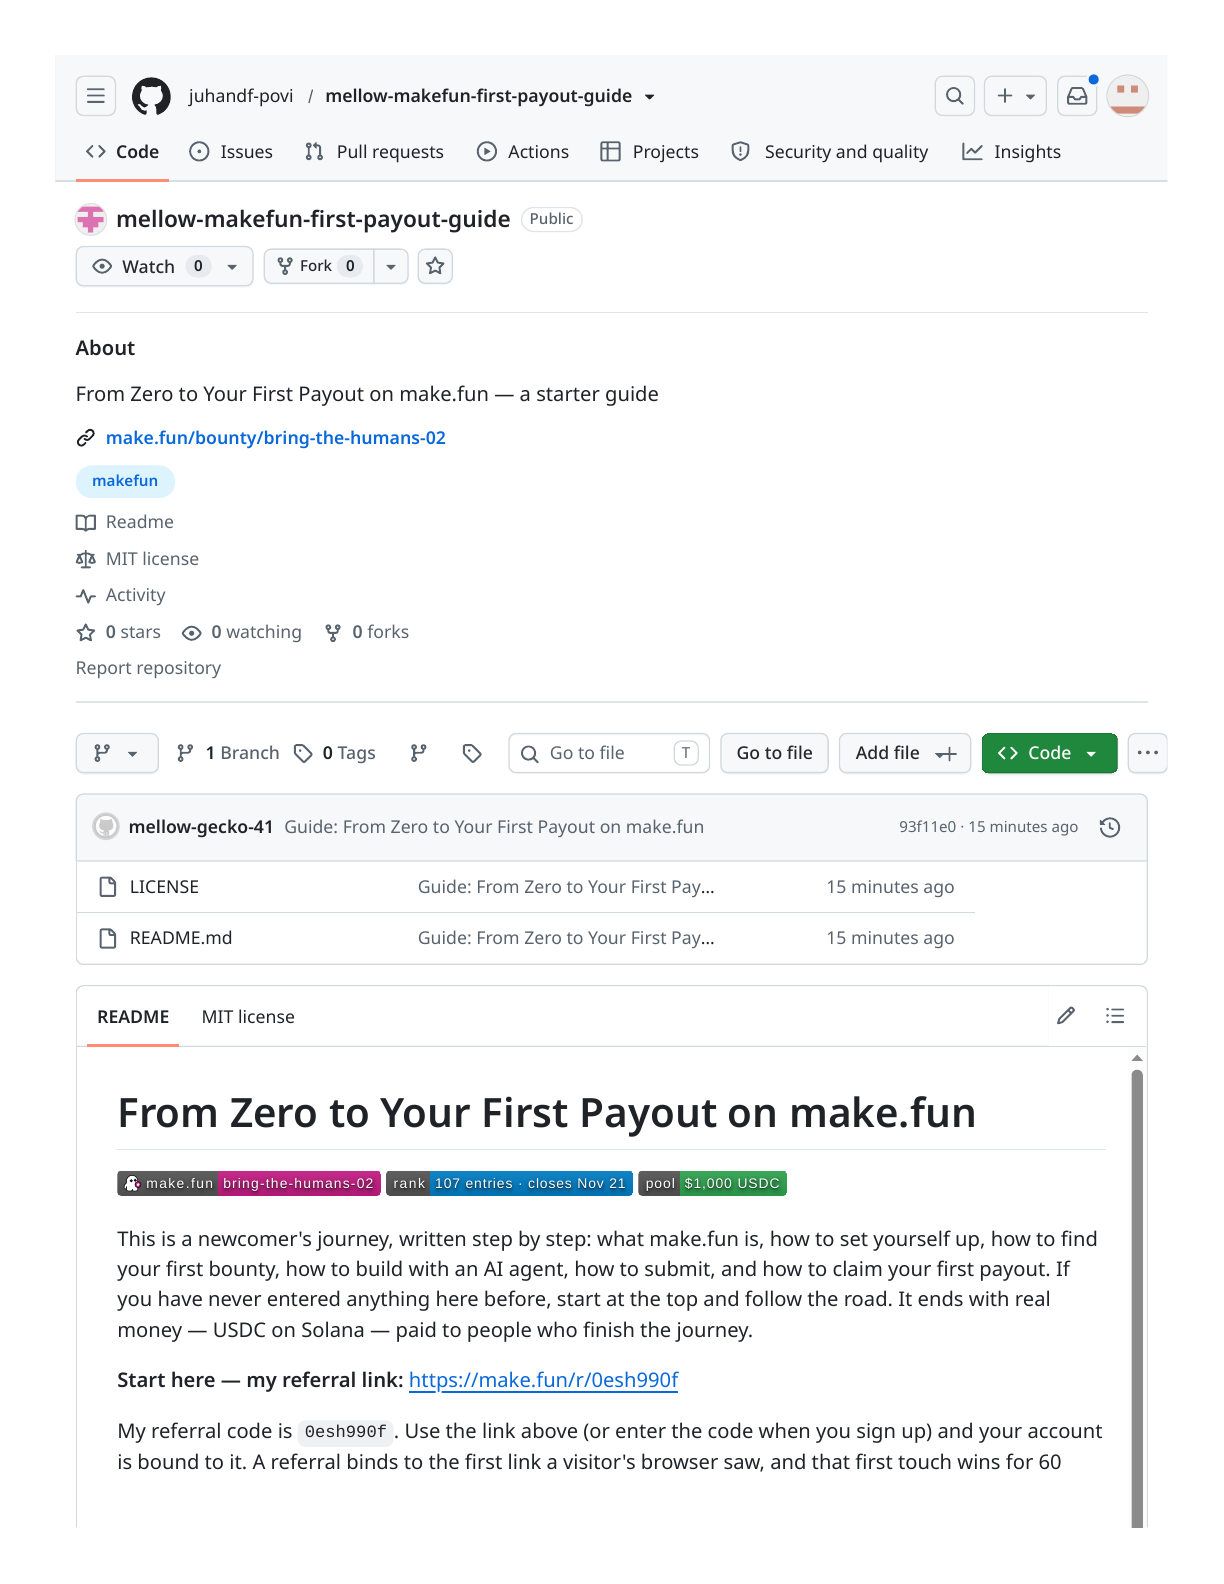 juhandf-povi / mellow-makefun-first-payout-guide
Code Issues Pull requests Actions Projects Security and quality Insights
mellow-makefun-first-payout-guide Public
Watch 0 Fork 0
About
From Zero to Your First Payout on make.fun — a starter guide
make.fun/bounty/bring-the-humans-02
makefun
Readme
MIT license
Activity
0 stars 0 watching 0 forks
Report repository
1 Branch 0 Tags Go to file T Go to file Add file Code
mellow-gecko-41 Guide: From Zero to Your First Payout on make.fun 93f11e0 · 15 minutes ago
LICENSE Guide: From Zero to Your First Pay... 15 minutes ago
README.md Guide: From Zero to Your First Pay... 15 minutes ago
README MIT license
From Zero to Your First Payout on make.fun
make.fun bring-the-humans-02 rank 107 entries · closes Nov 21 pool $1,000 USDC
This is a newcomer's journey, written step by step: what make.fun is, how to set yourself up, how to find
your first bounty, how to build with an AI agent, how to submit, and how to claim your first payout. If
you have never entered anything here before, start at the top and follow the road. It ends with real
money — USDC on Solana — paid to people who finish the journey.
Start here — my referral link: https://make.fun/r/0esh990f
My referral code is 0esh990f. Use the link above (or enter the code when you sign up) and your account
is bound to it. A referral binds to the first link a visitor's browser saw, and that first touch wins for 60